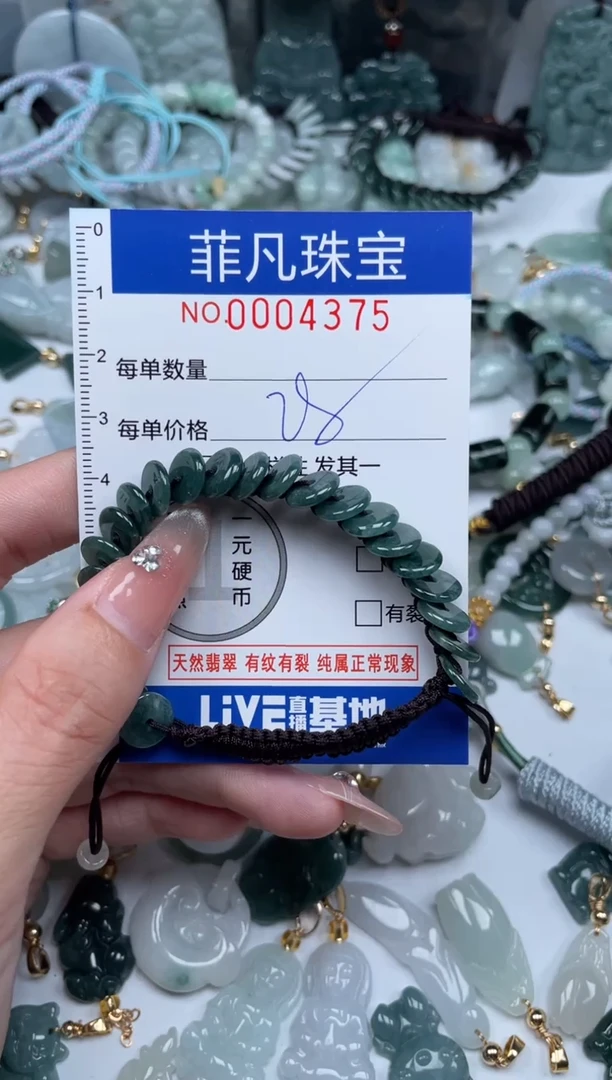 0
菲凡珠宝
1
NO.0004375
2
每单数量
3
每单价格
4
发其一
一元硬币
有裂
天然翡翠 有纹有裂 纯属正常现象
LiVE直播基地